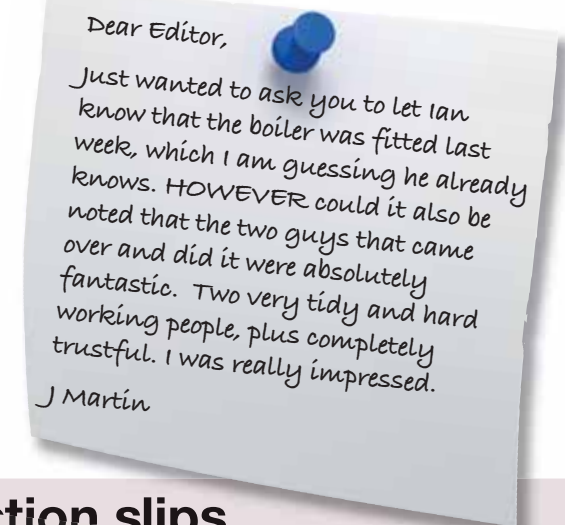 Dear Editor,
Just wanted to ask you to let Ian
know that the boiler was fitted last
week, which I am guessing he already
knows. HOWEVER could it also be
noted that the two guys that came
over and did it were absolutely
fantastic. Two very tidy and hard
working people, plus completely
trustful. I was really impressed.
J Martin
ction slips